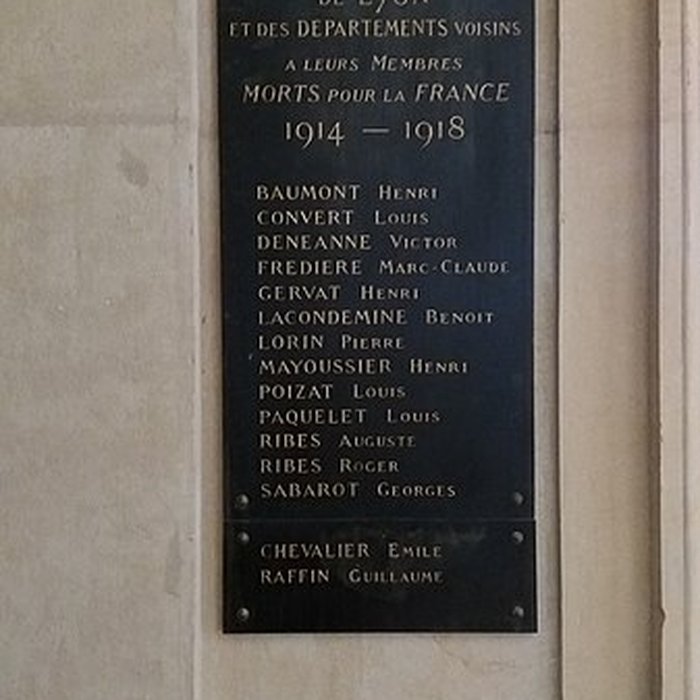 DE LYON
ET DES DEPARTEMENTS VOISINS
A LEURS MEMBRES
MORTS POUR LA FRANCE
1914 — 1918
BAUMONT HENRI
CONVERT LOUIS
DENEANNE VICTOR
FREDIERE MARC-CLAUDE
GERVAT HENRI
LACONDEMINE BENOIT
LORIN PIERRE
MAYOUSSIER HENRI
POIZAT LOUIS
PAQUELET LOUIS
RIBES AUGUSTE
RIBES ROGER
SABAROT GEORGES
CHEVALIER EMILE
RAFFIN GUILLAUME